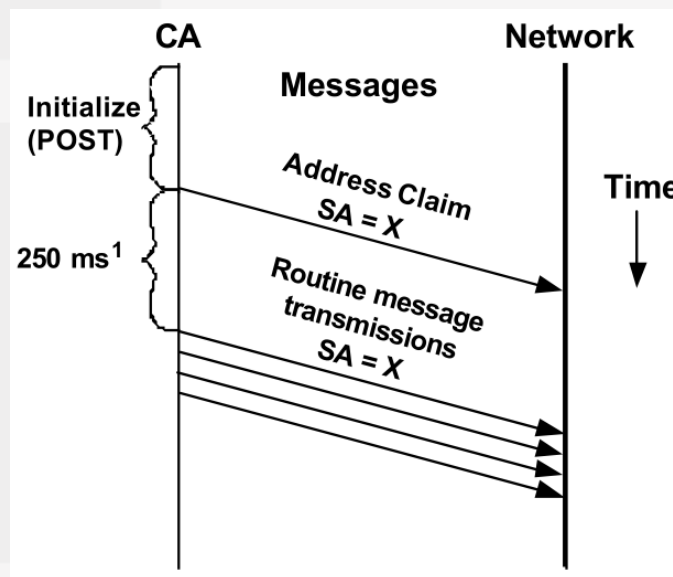 CA
Network
Messages
Initialize
(POST)
Address Claim
SA = X
Time
250 ms¹
Routine message
transmissions
SA = X